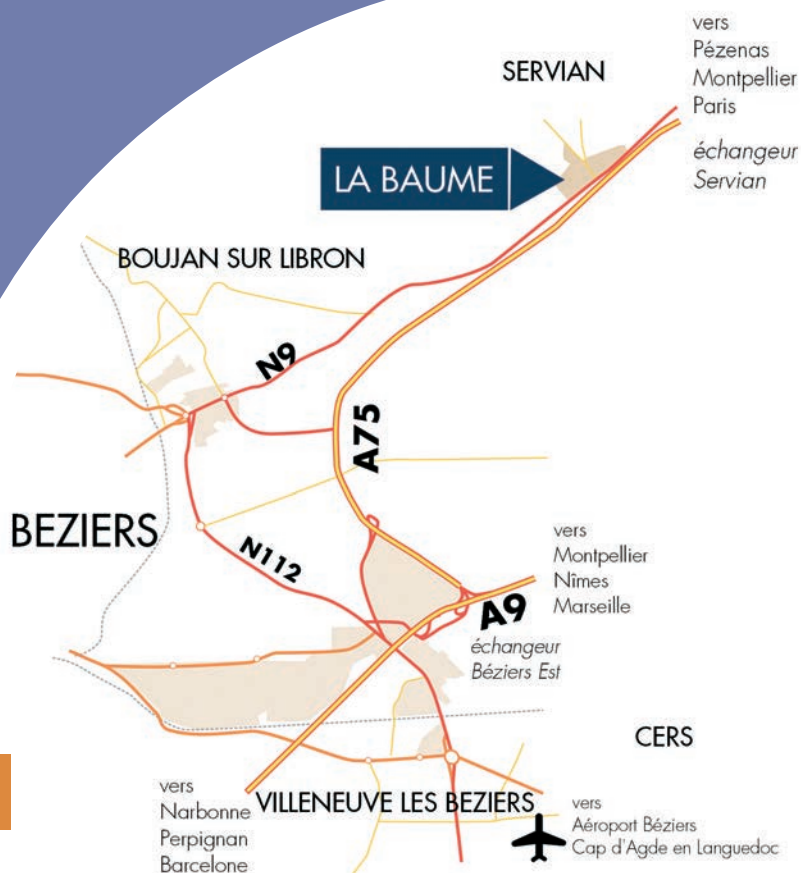 vers
Pézenas
Montpellier
Paris
SERVIAN
échangeur
Servian
LA BAUME
BOUJAN SUR LIBRON
N9
A75
BEZIERS
N112
vers
Montpellier
Nîmes
Marseille
A9
échangeur
Béziers Est
CERS
vers
Narbonne
Perpignan
Barcelone
VILLENEUVE LES BEZIERS
vers
Aéroport Béziers
Cap d'Agde en Languedoc